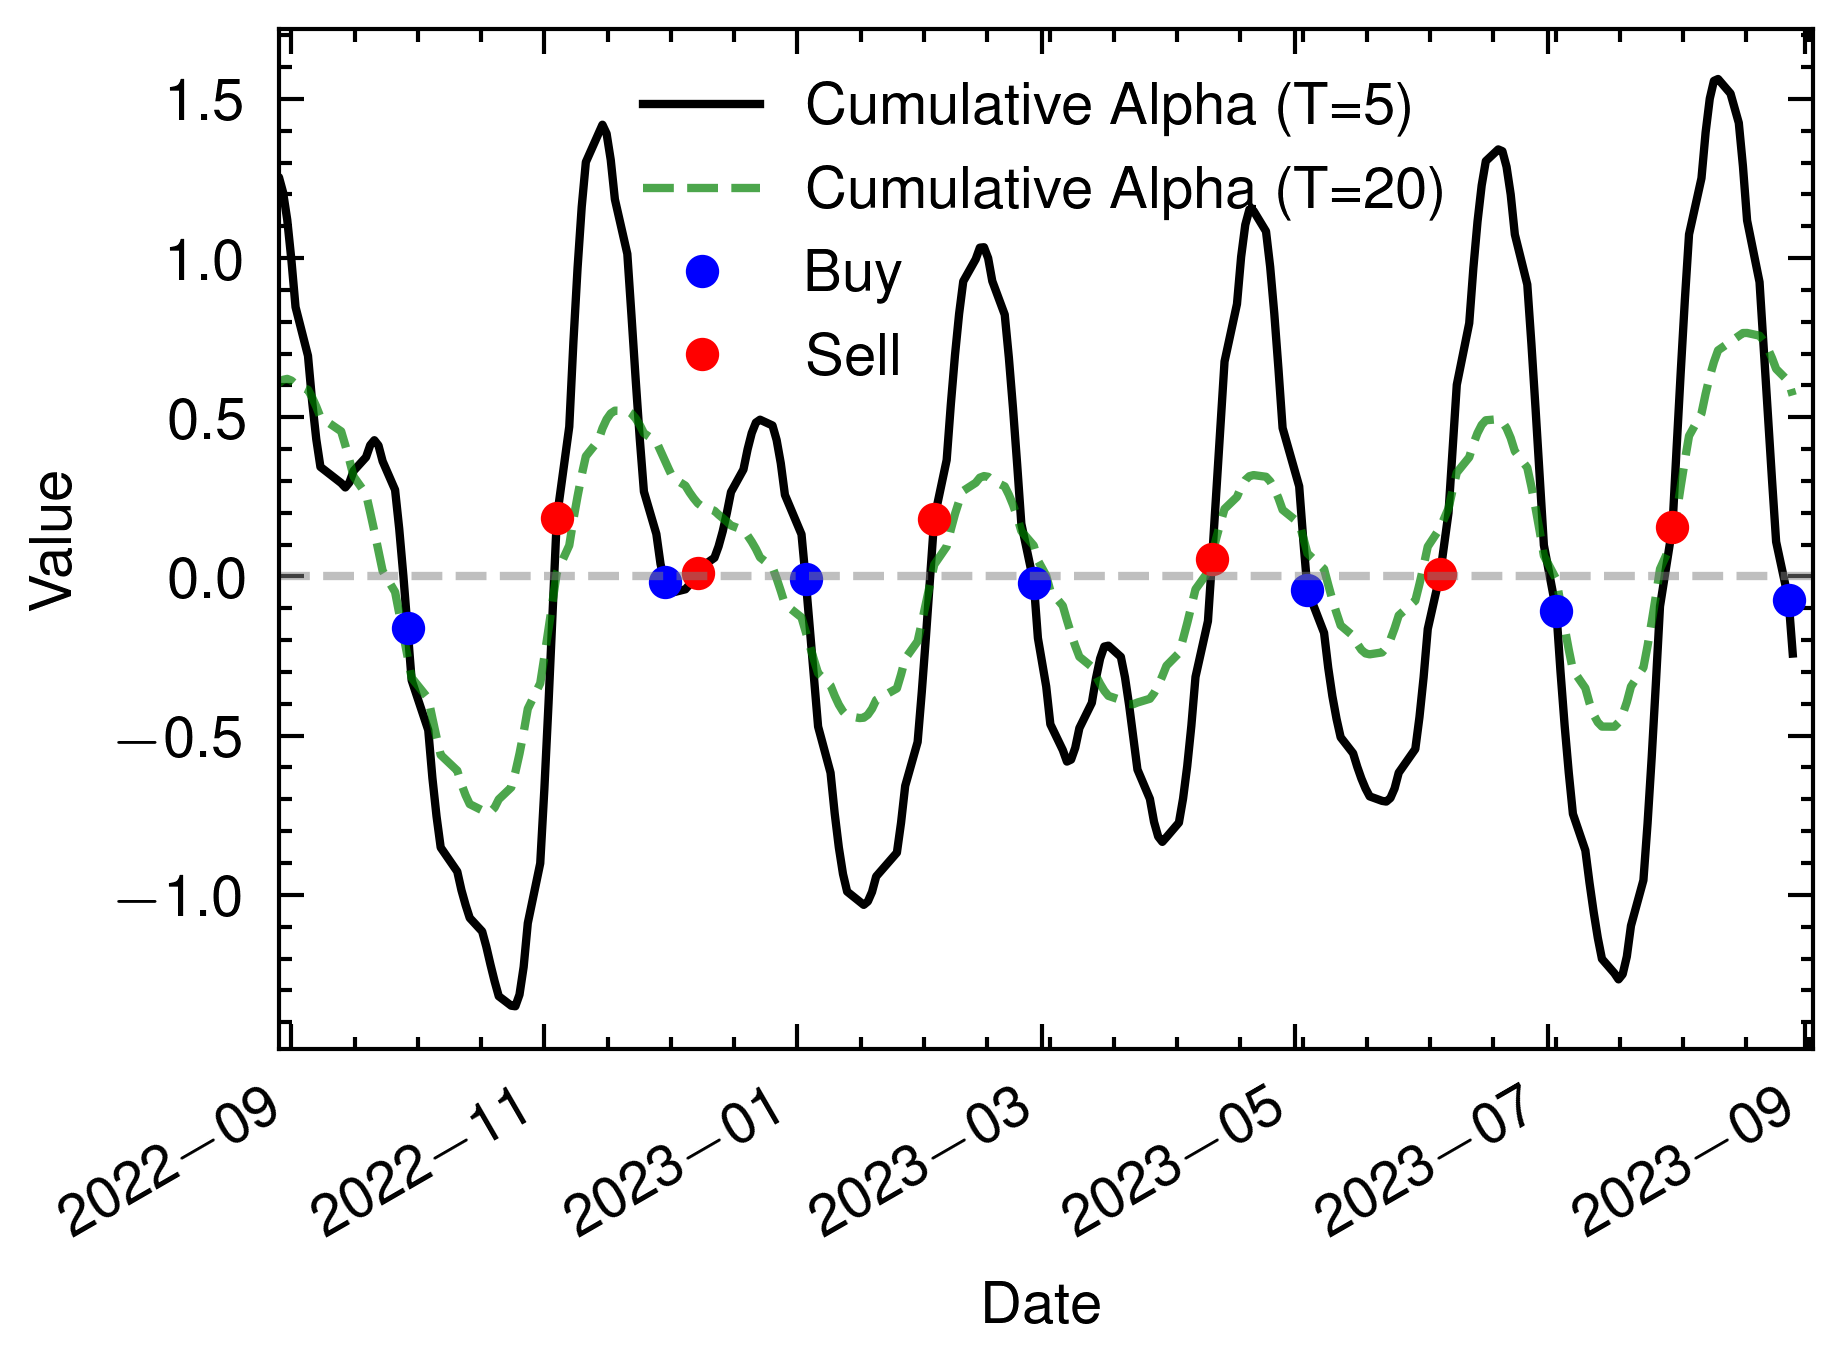 Cumulative Alpha (T=5)
Cumulative Alpha (T=20)
Buy
Sell
Value
1.5
1.0
0.5
0.0
−0.5
−1.0
2022−09
2022−11
2023−01
2023−03
2023−05
2023−07
2023−09
Date